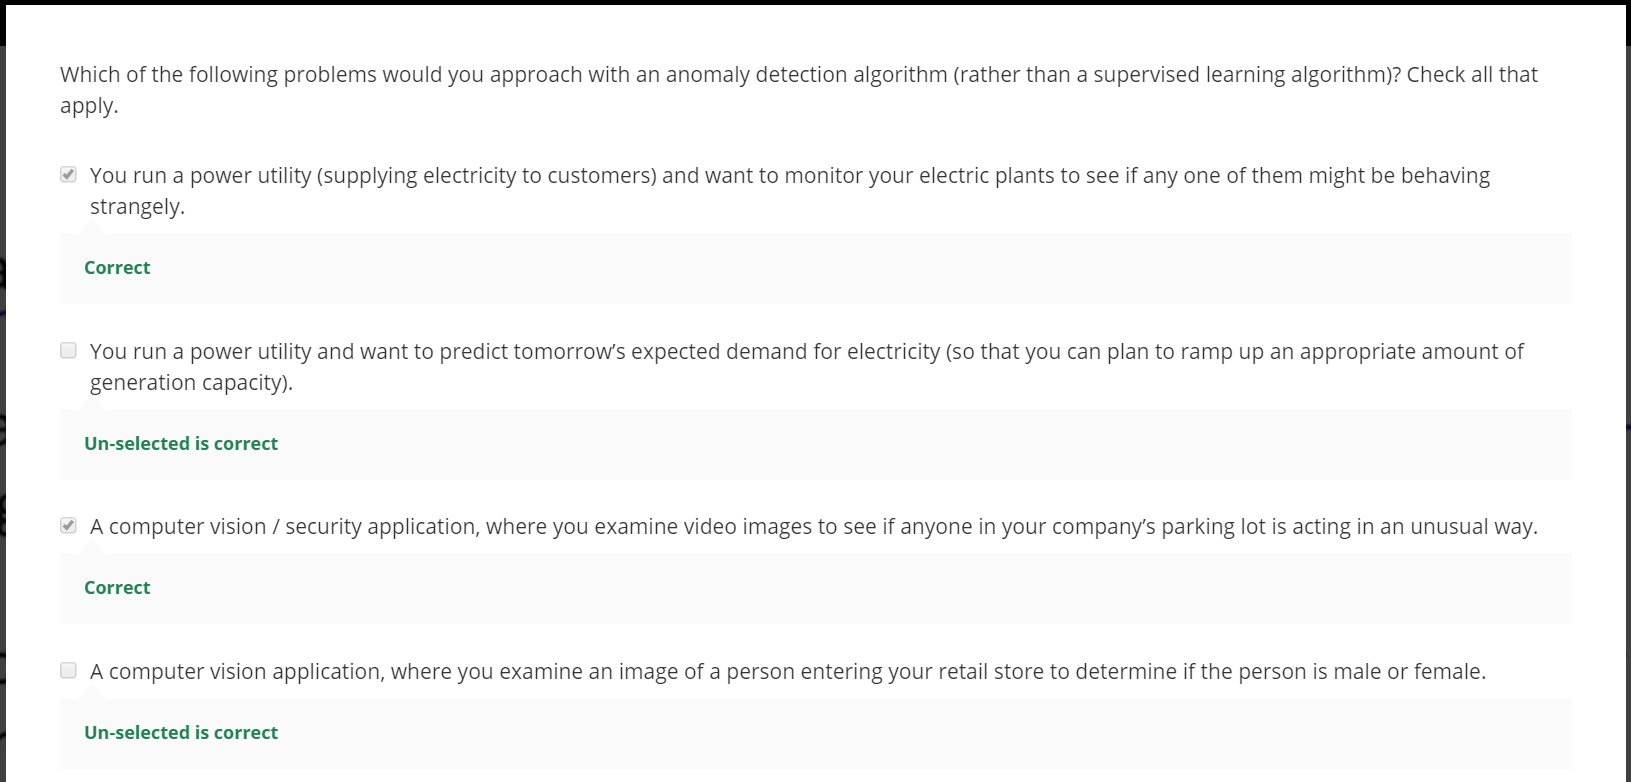 Which of the following problems would you approach with an anomaly detection algorithm (rather than a supervised learning algorithm)? Check all that
apply.
You run a power utility (supplying electricity to customers) and want to monitor your electric plants to see if any one of them might be behaving
strangely.
Correct
You run a power utility and want to predict tomorrow’s expected demand for electricity (so that you can plan to ramp up an appropriate amount of
generation capacity).
Un-selected is correct
A computer vision / security application, where you examine video images to see if anyone in your company’s parking lot is acting in an unusual way.
Correct
A computer vision application, where you examine an image of a person entering your retail store to determine if the person is male or female.
Un-selected is correct